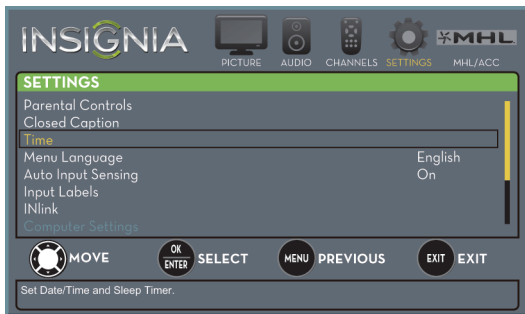 INSIGNIA
PICTURE AUDIO CHANNELS SETTINGS MHL/ACC
MHL
SETTINGS
Parental Controls
Closed Caption
Time
Menu Language English
Auto Input Sensing On
Input Labels
INlink
Computer Settings
MOVE OK ENTER SELECT MENU PREVIOUS EXIT EXIT
Set Date/Time and Sleep Timer.